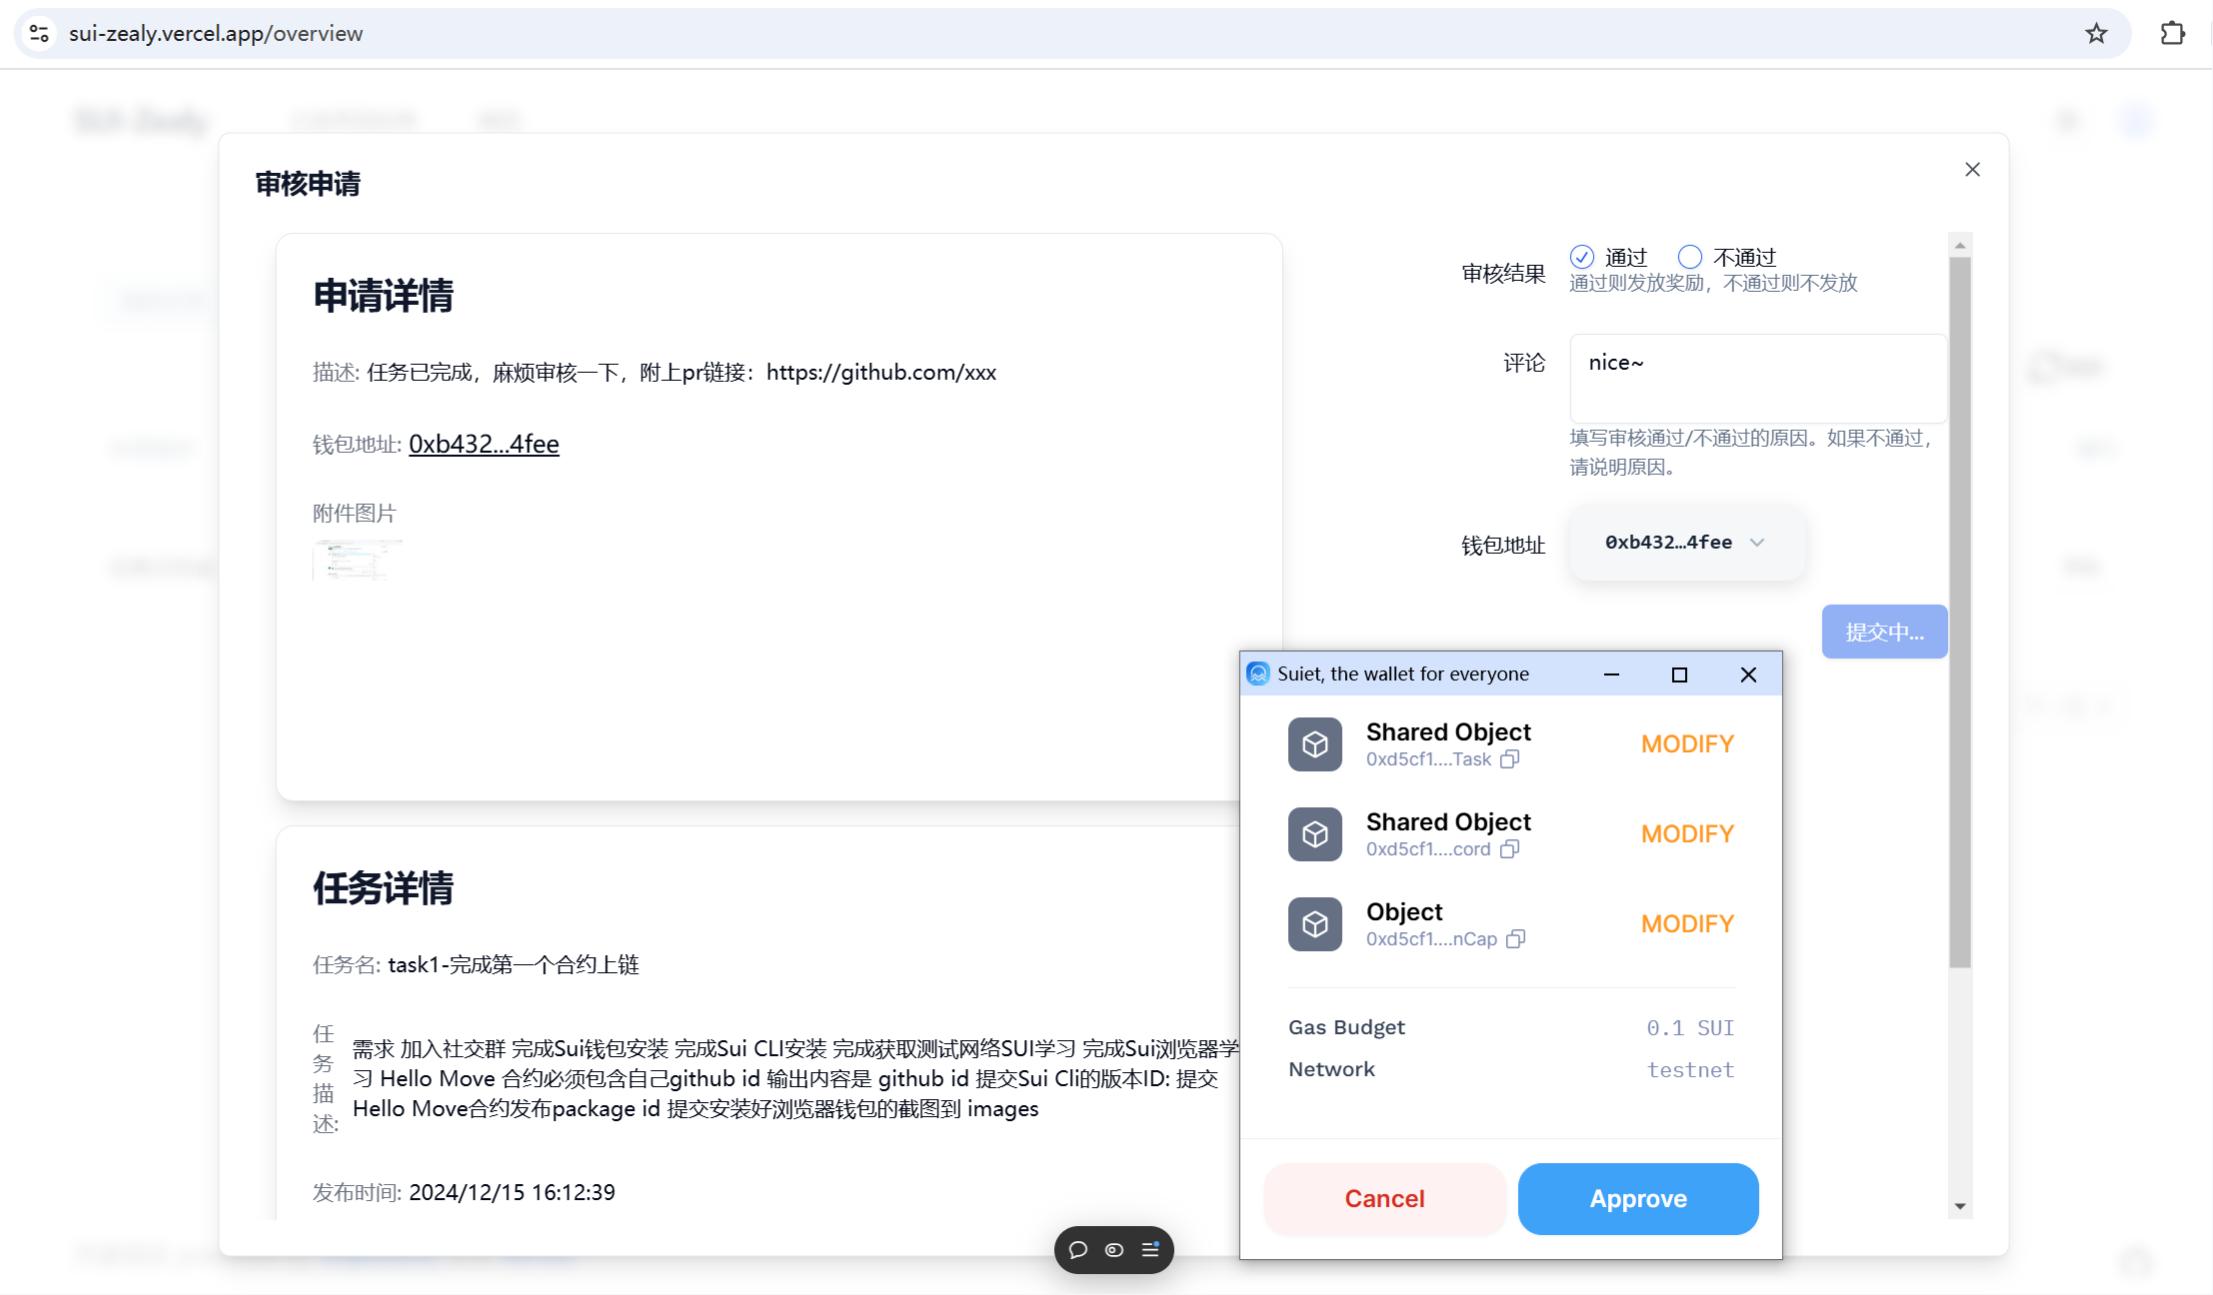 sui-zealy.vercel.app/overview
SUI-Zealy
审核申请
申请详情
描述: 任务已完成，麻烦审核一下，附上pr链接：https://github.com/xxx
钱包地址: 0xb432...4fee
附件图片
任务详情
任务名: task1-完成第一个合约上链
任务描述:
需求 加入社交群 完成Sui钱包安装 完成Sui CLI安装 完成获取测试网络SUI学习 完成Sui浏览器学
习 Hello Move 合约必须包含自己github id 输出内容是 github id 提交Sui Cli的版本ID: 提交
Hello Move合约发布package id 提交安装好浏览器钱包的截图到 images
发布时间: 2024/12/15 16:12:39
审核结果
通过 不通过
通过则发放奖励，不通过则不发放
评论
nice~
填写审核通过/不通过的原因。如果不通过，
请说明原因。
钱包地址
0xb432…4fee
提交中...
Suiet, the wallet for everyone
Shared Object
0xd5cf1....Task
MODIFY
Shared Object
0xd5cf1....cord
MODIFY
Object
0xd5cf1....nCap
MODIFY
Gas Budget 0.1 SUI
Network testnet
Cancel
Approve